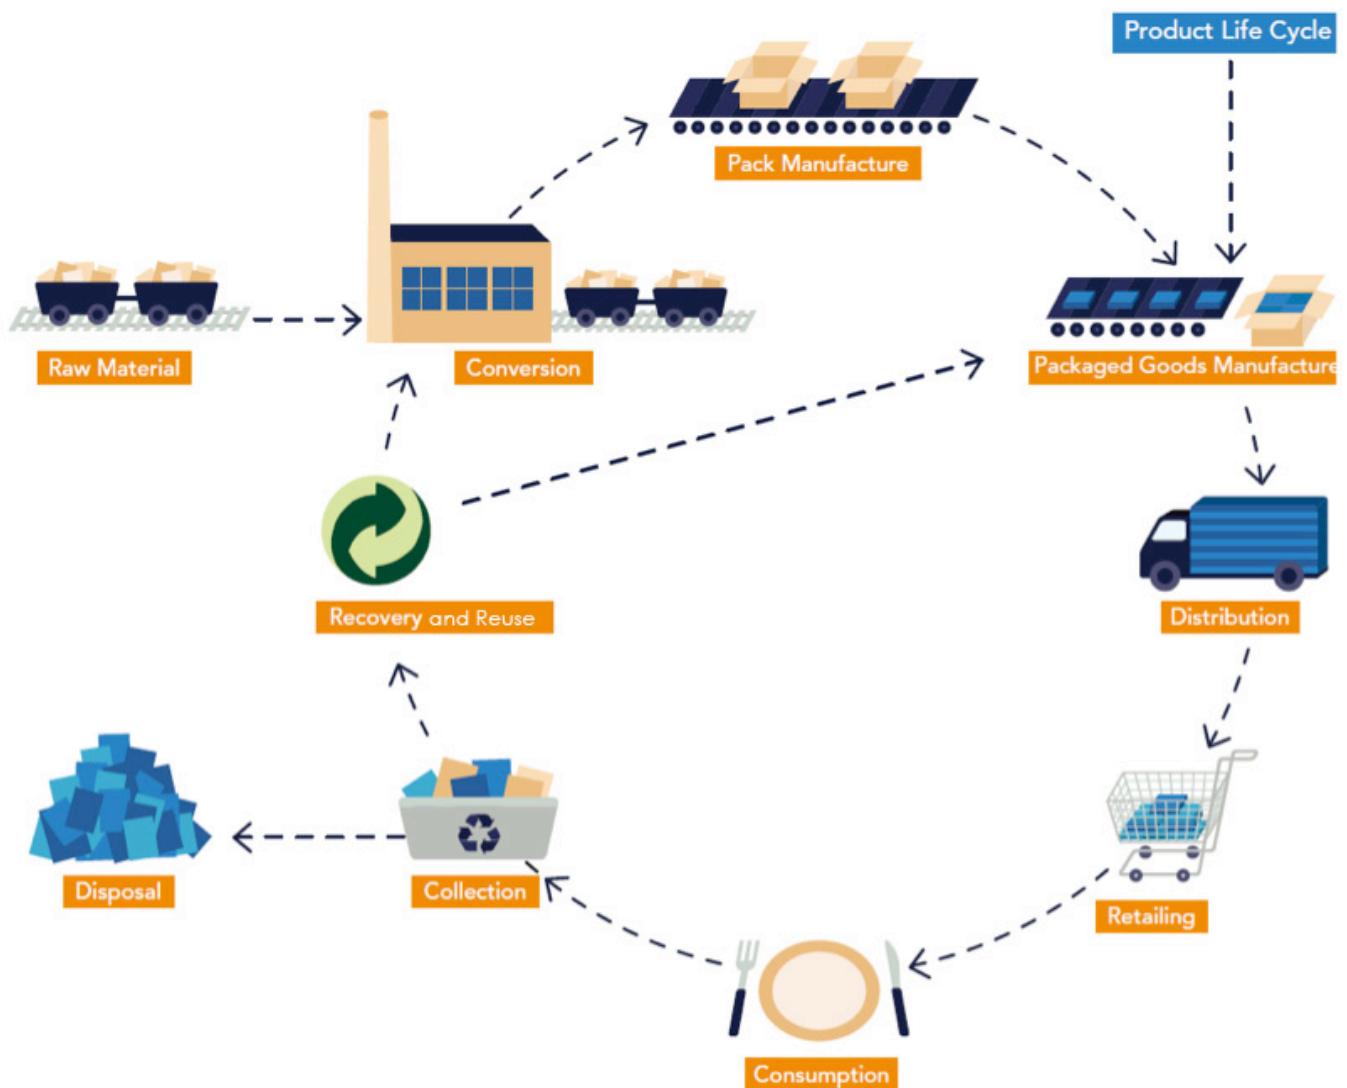 Product Life Cycle
Pack Manufacture
Raw Material
Conversion
Packaged Goods Manufacture
Recovery and Reuse
Distribution
Disposal
Collection
Retailing
Consumption